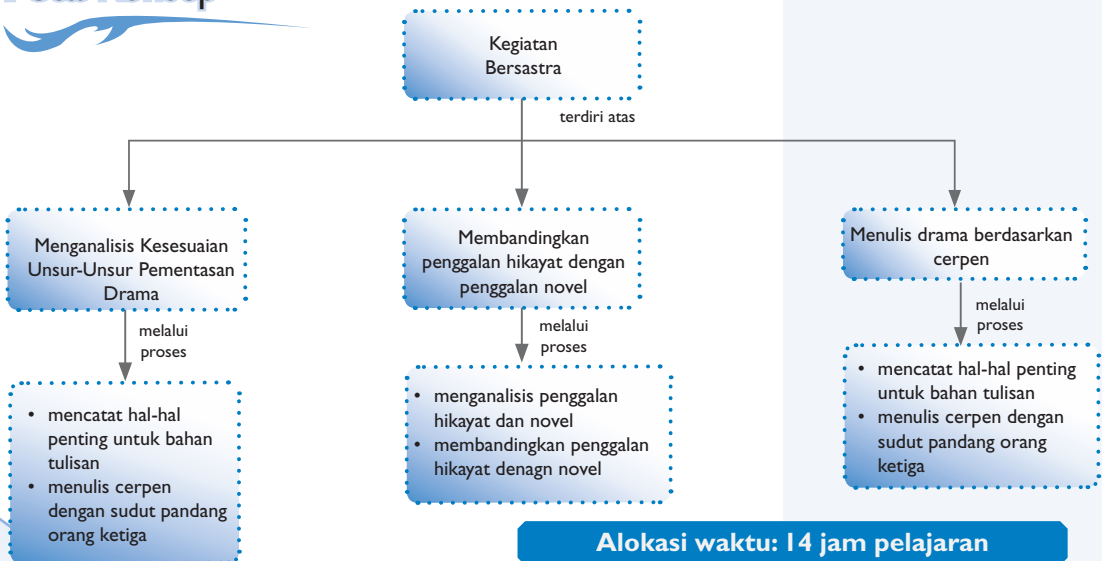 Kegiatan
Bersastra
terdiri atas
Menganalisis Kesesuaian
Unsur-Unsur Pementasan
Drama
melalui
proses
• mencatat hal-hal
penting untuk bahan
tulisan
• menulis cerpen
dengan sudut pandang
orang ketiga
Membandingkan
penggalan hikayat dengan
penggalan novel
melalui
proses
• menganalisis penggalan
hikayat dan novel
• membandingkan penggalan
hikayat denagn novel
Menulis drama berdasarkan
cerpen
melalui
proses
• mencatat hal-hal penting
untuk bahan tulisan
• menulis cerpen dengan
sudut pandang orang
ketiga
Alokasi waktu: 14 jam pelajaran